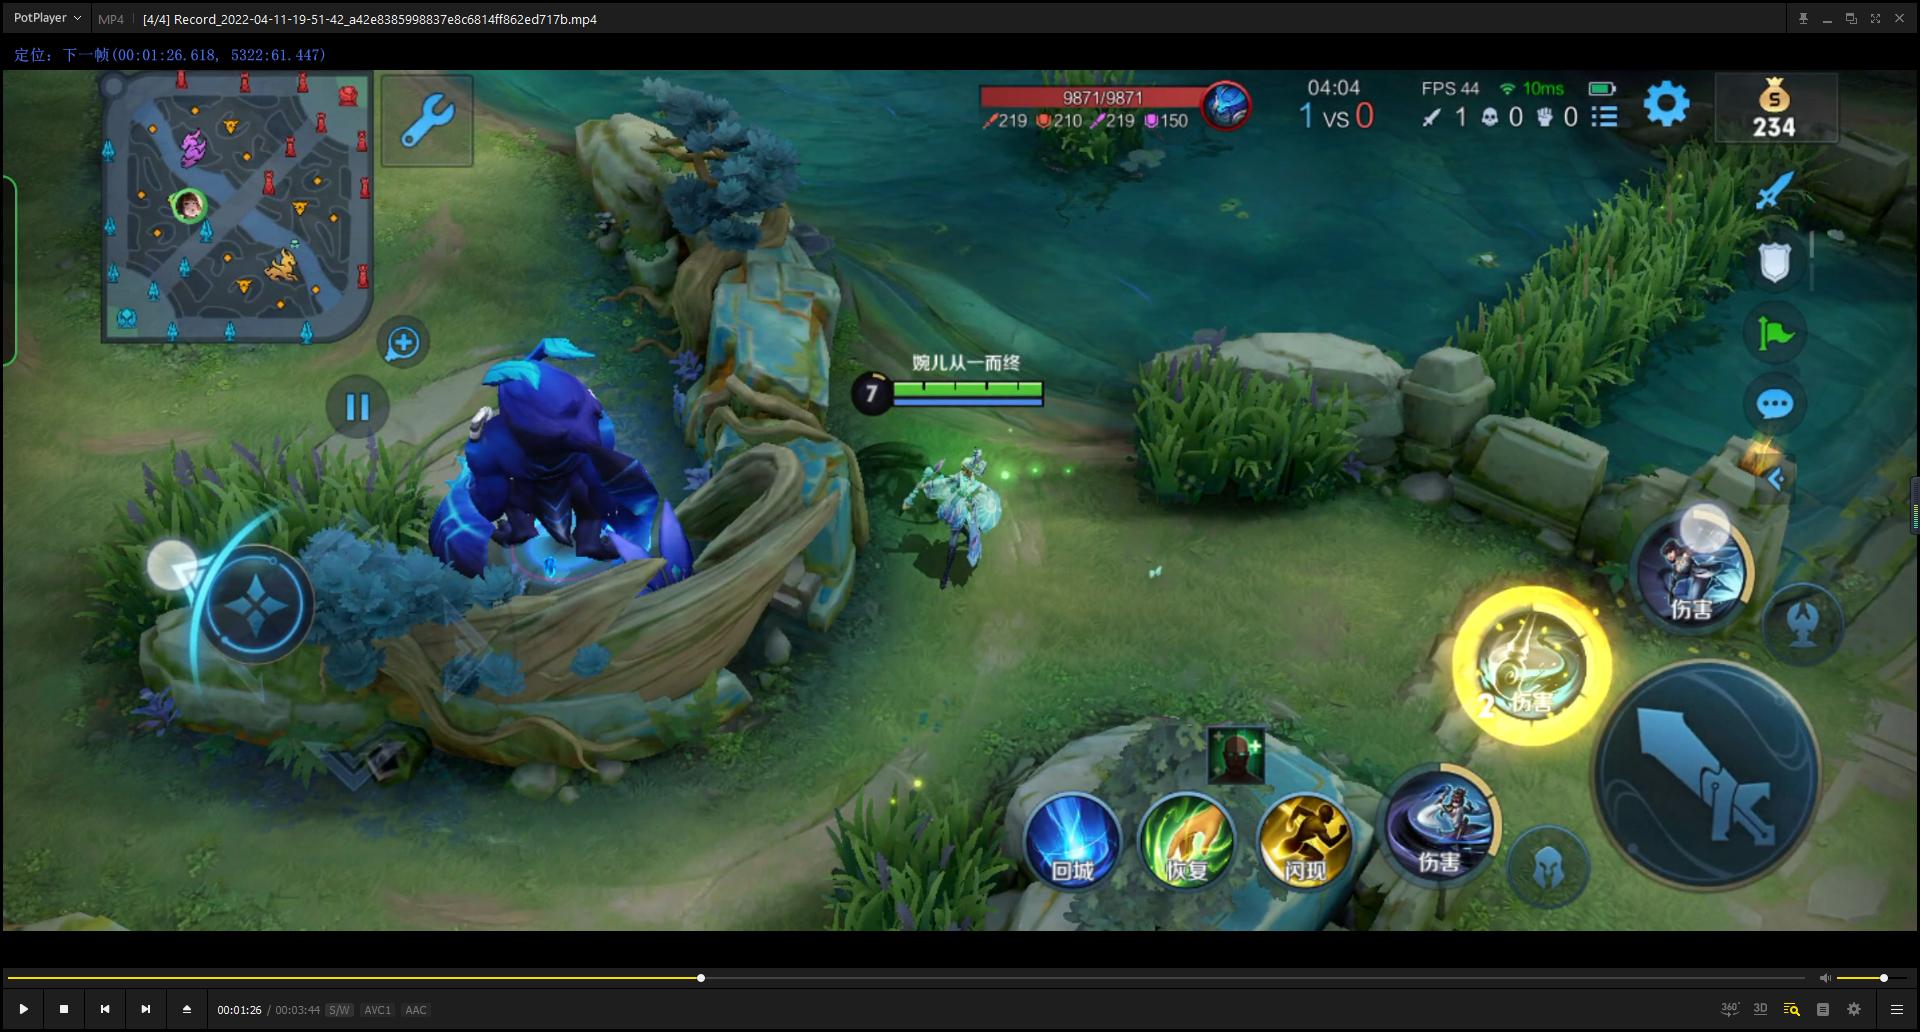 PotPlayer MP4 [4/4] Record_2022-04-11-19-51-42_a42e8385998837e8c6814ff862ed717b.mp4
定位: 下一帧(00:01:26.618, 5322:61.447)
9871/9871
219 210 219 150
04:04
1 VS 0
FPS 44 10ms
1 0 0
S
234
婉儿从一而终
7
伤害
2 伤害
伤害
回城
恢复
闪现
00:01:26 / 00:03:44 S/W AVC1 AAC
360° 3D